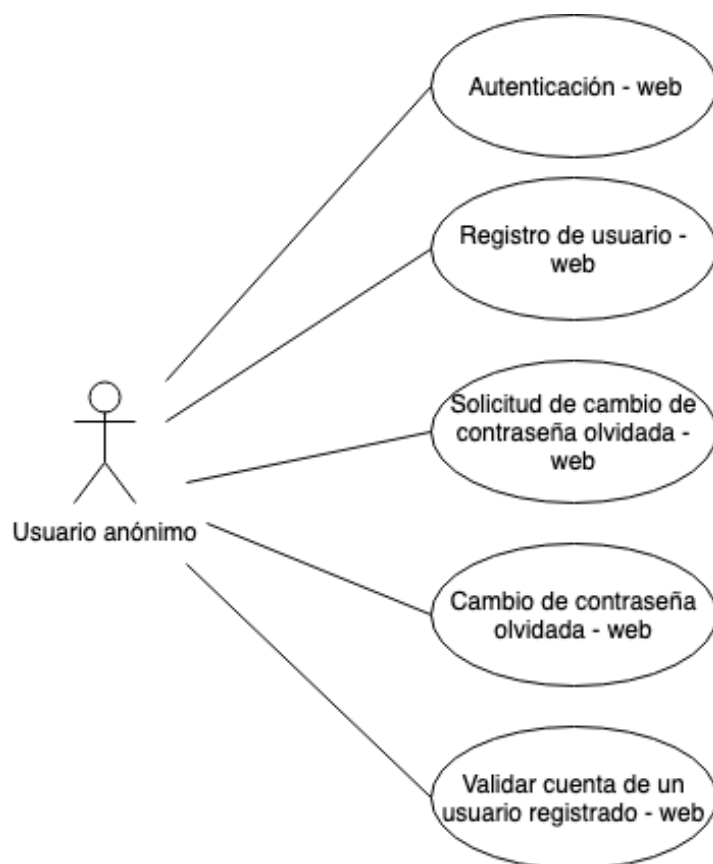 Autenticación - web
Registro de usuario -
web
Solicitud de cambio de
contraseña olvidada -
web
Usuario anónimo
Cambio de contraseña
olvidada - web
Validar cuenta de un
usuario registrado - web